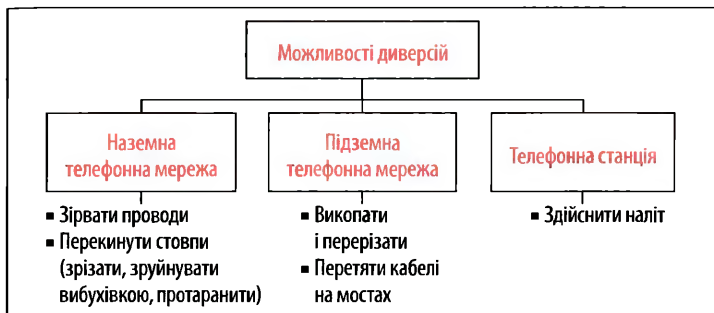 Можливості диверсій
Наземна
телефонна мережа
Підземна
телефонна мережа
Телефонна станція
▪ Зірвати проводи
▪ Перекинути стовпи
(зрізати, зруйнувати
вибухівкою, протаранити)
▪ Викопати
і перерізати
▪ Перетяти кабелі
на мостах
▪ Здійснити наліт